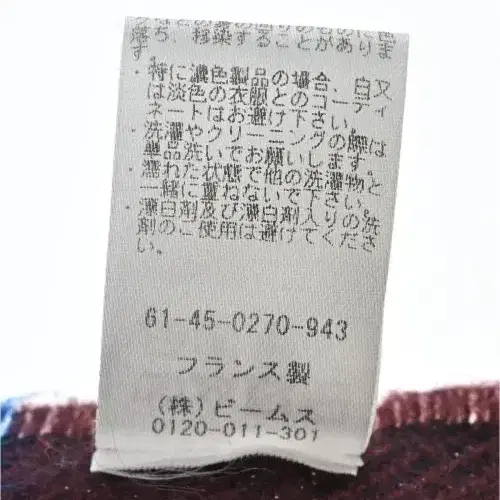 ち、移染することがあり
ます。
・特に濃色製品の場合、白又
は淡色の衣服とのコーディ
ネートはお避け下さい。
・洗濯やクリーニングの際は
単品洗いでお願いします。
・濡れた状態で他の洗濯物と
一緒に重ねないで下さい。
・漂白剤及び漂白剤入りの洗
剤のご使用は避けてくださ
い。
61-45-0270-943
フランス製
(株)ビームス
0120-011-301